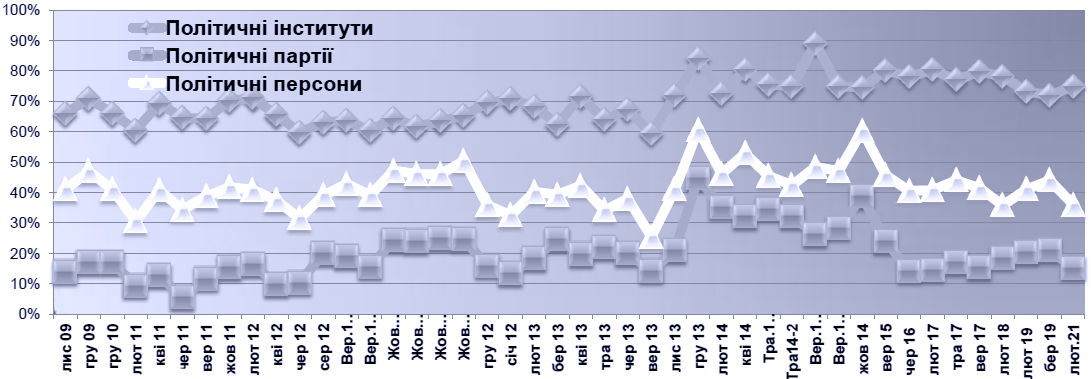 100%
90%
80%
70%
60%
50%
40%
30%
20%
10%
0%
Політичні інститути
Політичні партії
Політичні персони
лис 09
гру 09
гру 10
лют 11
кві 11
чер 11
вер 11
жов 11
лют 12
кві 12
чер 12
сер 12
Вер.1…
Вер.1…
Жов…
Жов…
Жов…
Жов…
гру 12
січ 12
лют 13
бер 13
кві 13
тра 13
чер 13
вер 13
лис 13
гру 13
лют 14
кві 14
Тра.1…
Тра14-2
Вер.1…
Вер.1…
жов 14
вер 15
чер 16
лют 17
тра 17
вер 17
лют 18
лют 19
бер 19
лют.21